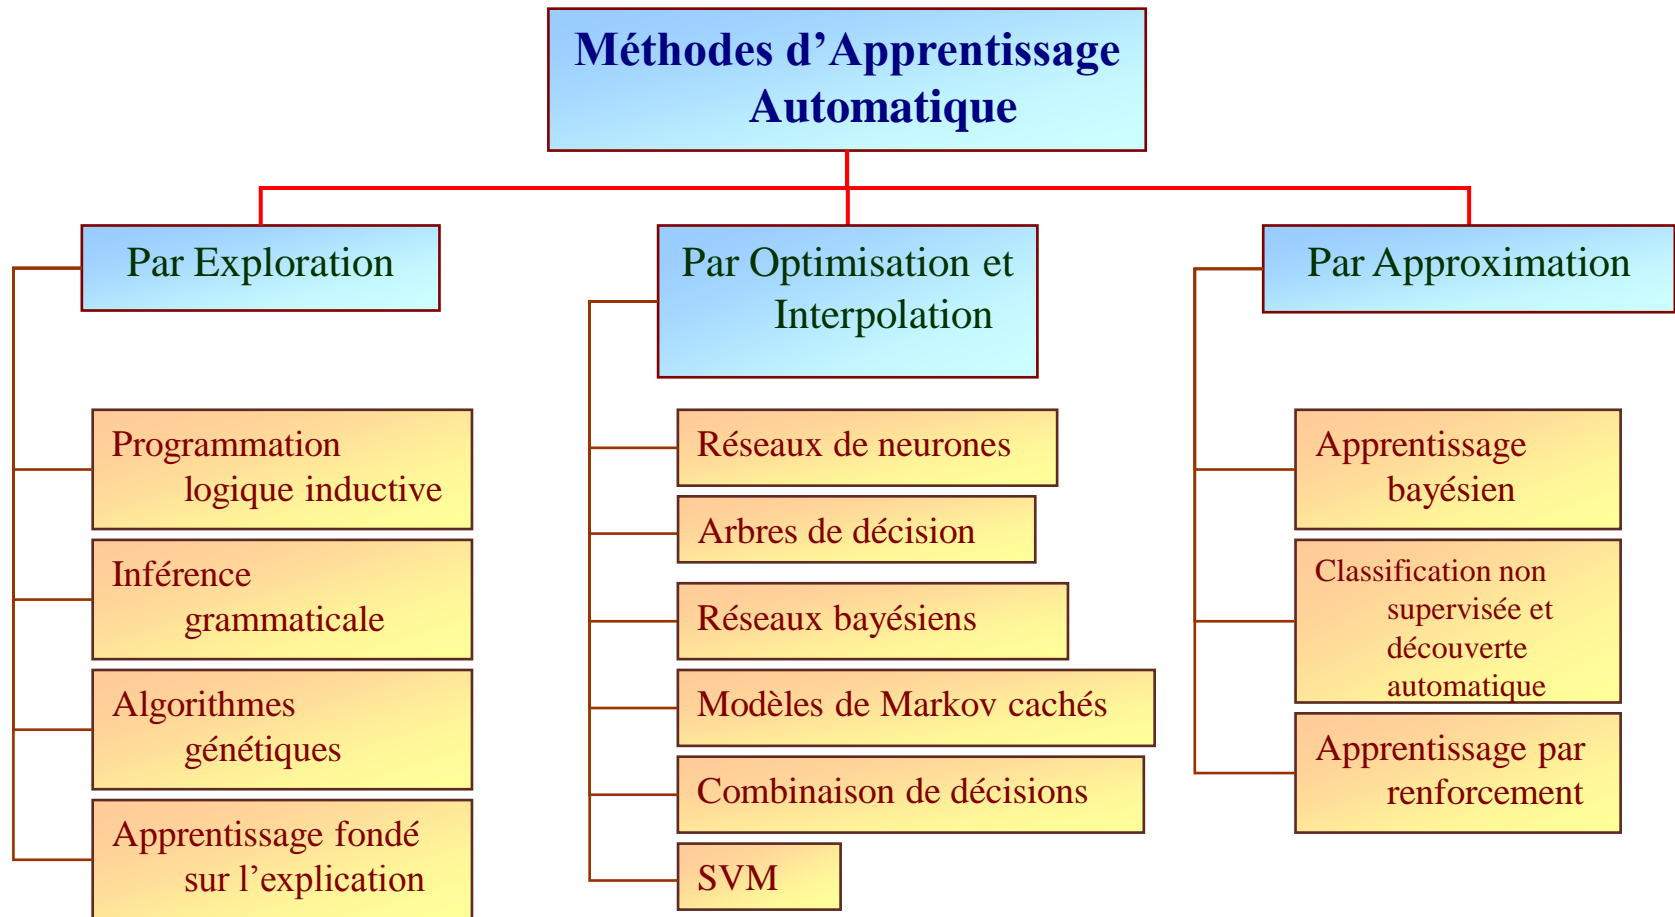 Méthodes d’Apprentissage
Automatique
Par Exploration
Programmation
logique inductive
Inférence
grammaticale
Algorithmes
génétiques
Apprentissage fondé
sur l’explication
Par Optimisation et
Interpolation
Réseaux de neurones
Arbres de décision
Réseaux bayésiens
Modèles de Markov cachés
Combinaison de décisions
SVM
Par Approximation
Apprentissage
bayésien
Classification non
supervisée et
découverte
automatique
Apprentissage par
renforcement